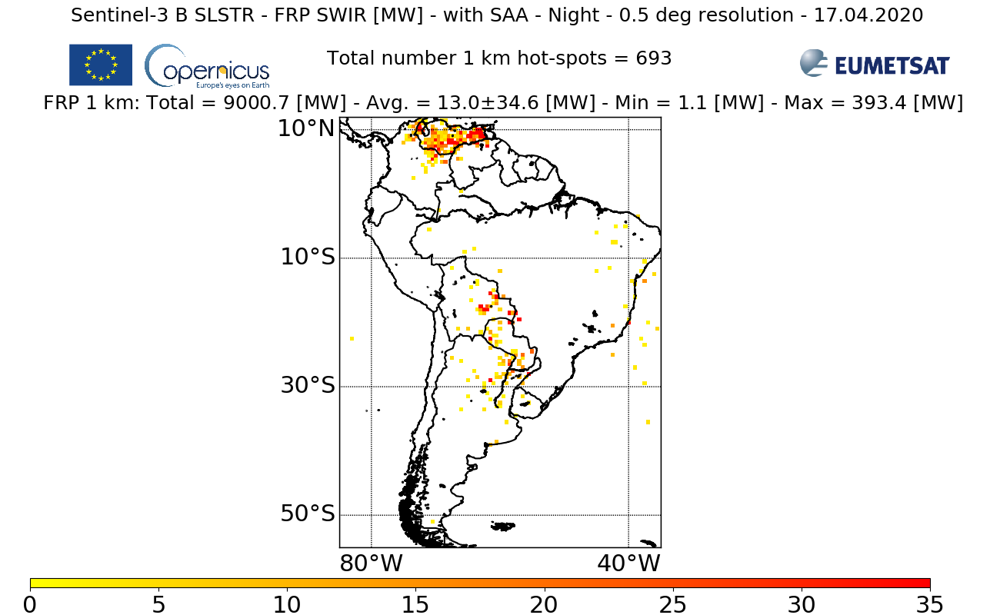 Sentinel-3 B SLSTR - FRP SWIR [MW] - with SAA - Night - 0.5 deg resolution - 17.04.2020
opernicus
Europe's eyes on Earth
Total number 1 km hot-spots = 693
EUMETSAT
FRP 1 km: Total = 9000.7 [MW] - Avg. = 13.0±34.6 [MW] - Min = 1.1 [MW] - Max = 393.4 [MW]
10°N
10°S
30°S
50°S
80°W 40°W
0 5 10 15 20 25 30 35